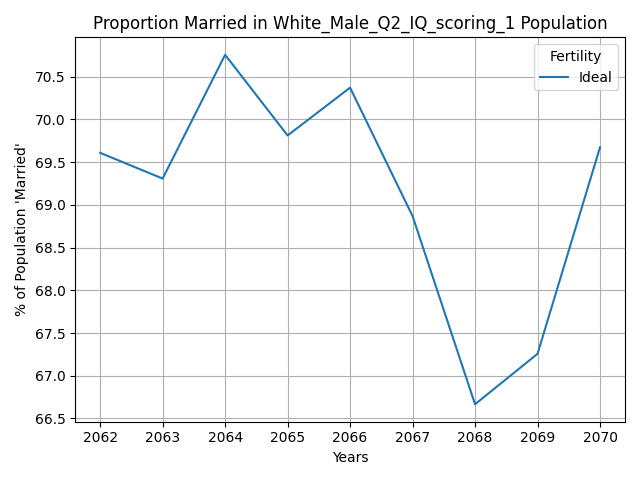 Proportion Married in White_Male_Q2_IQ_scoring_1 Population
Fertility
Ideal
% of Population 'Married'
70.5
70.0
69.5
69.0
68.5
68.0
67.5
67.0
66.5
2062 2063 2064 2065 2066 2067 2068 2069 2070
Years